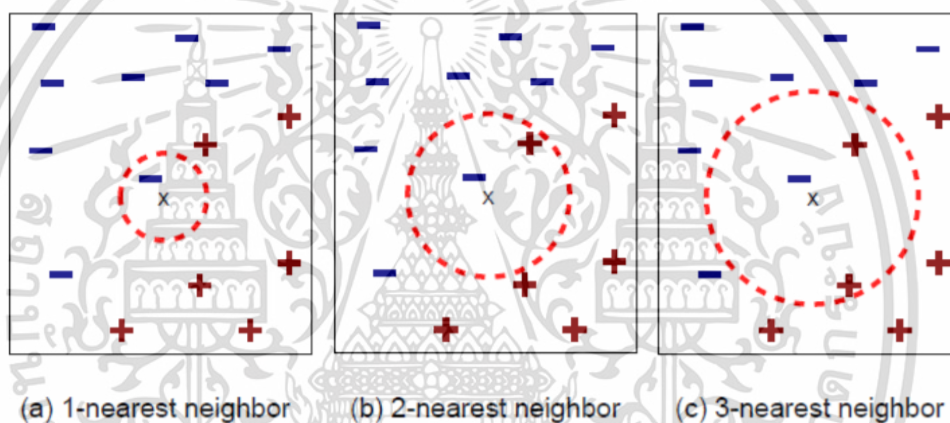 x
x
x
(a) 1-nearest neighbor
(b) 2-nearest neighbor
(c) 3-nearest neighbor